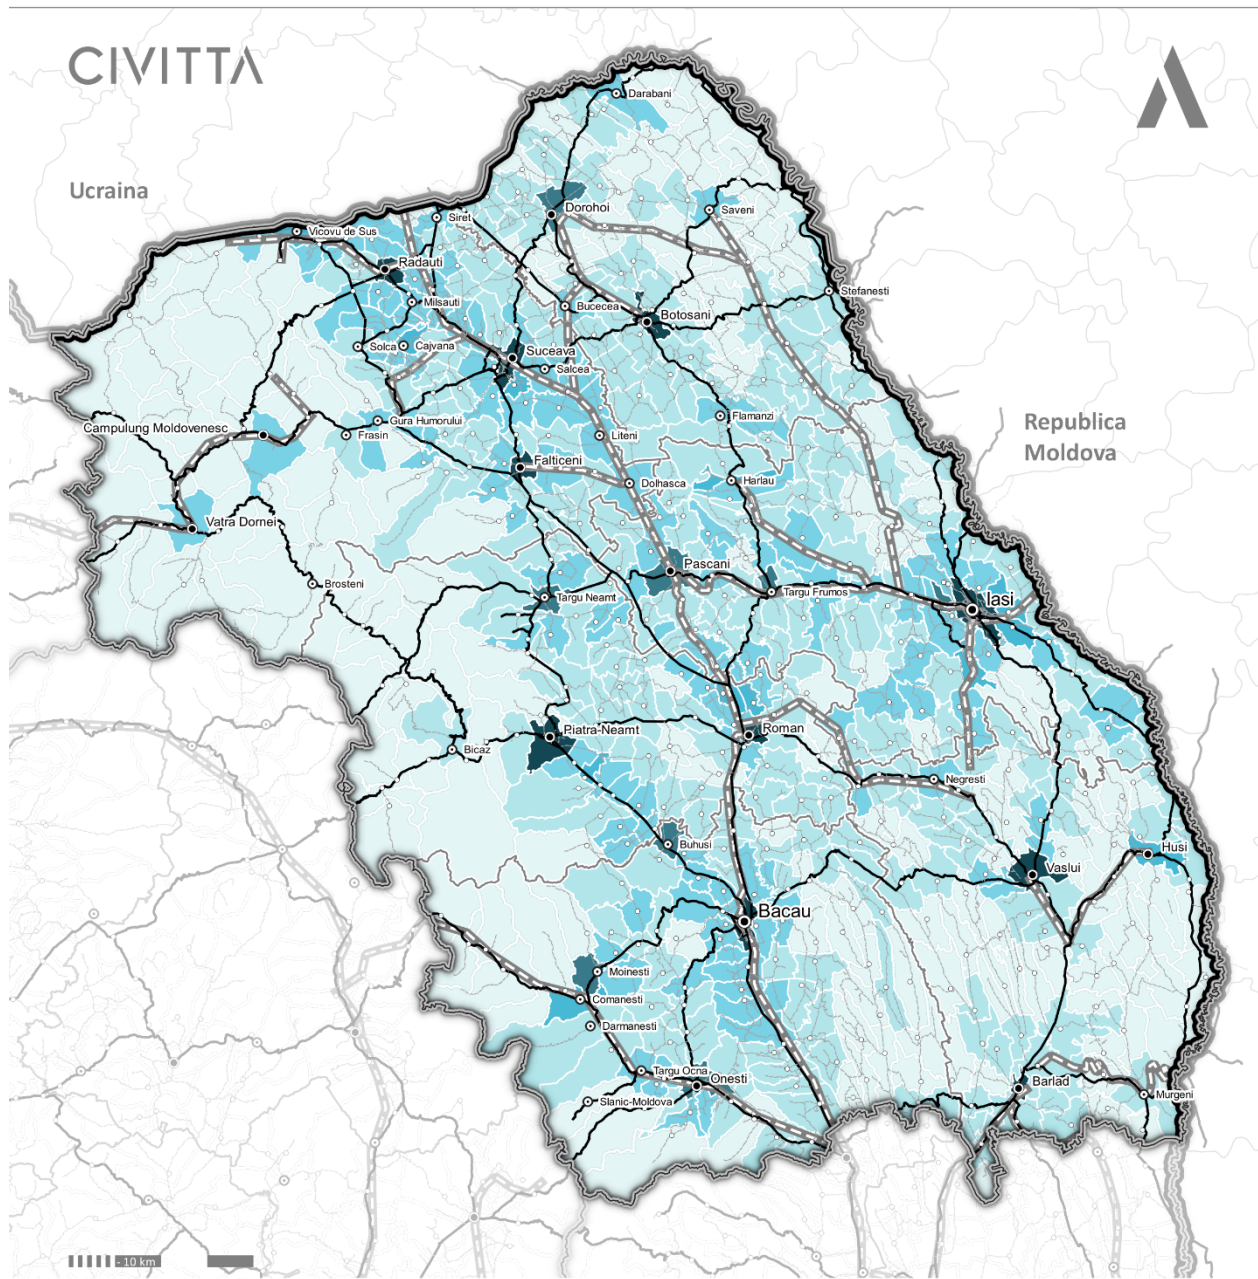 CIVITTA
Darabani
Ucraina
Dorohoi
Saveni
Siret
Vicovu de Sus
Radauti
Stefanesti
Milsauti
Bucecea
Botosani
Solca
Cajvana
Suceava
Salcea
Flamanzi
Gura Humorului
Republica
Moldova
Campulung Moldovenesc
Frasin
Liteni
Falticeni
Dolhasca
Harlau
Vatra Dornei
Pascani
Brosteni
Targu Neamt
Targu Frumos
Iasi
Piatra-Neamt
Roman
Bicaz
Negresti
Buhusi
Husi
Vaslui
Bacau
Moinesti
Comanesti
Darmanesti
Targu Ocna
Onesti
Barlad
Slanic-Moldova
Murgeni
- 10 km